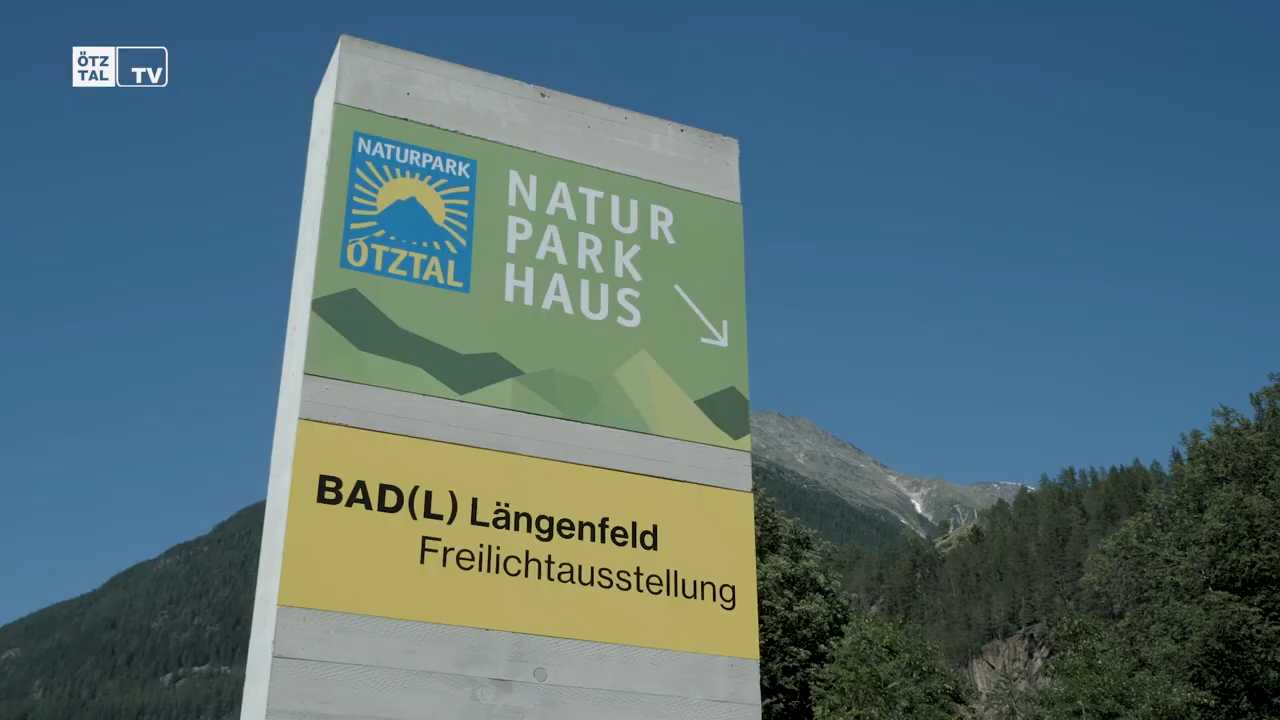 ÖTZ
TAL TV
NATURPARK
ÖTZTAL
NATUR
PARK
HAUS
BAD(L) Längenfeld
Freilichtausstellung